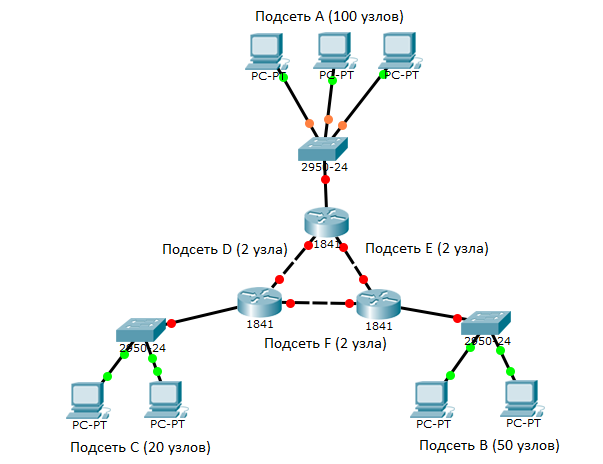 Подсеть A (100 узлов)
PC-PT
PC-PT
PC-PT
2950-24
1841
Подсеть D (2 узла)
Подсеть E (2 узла)
1841
1841
Подсеть F (2 узла)
2950-24
2950-24
PC-PT
PC-PT
PC-PT
PC-PT
Подсеть C (20 узлов)
Подсеть B (50 узлов)